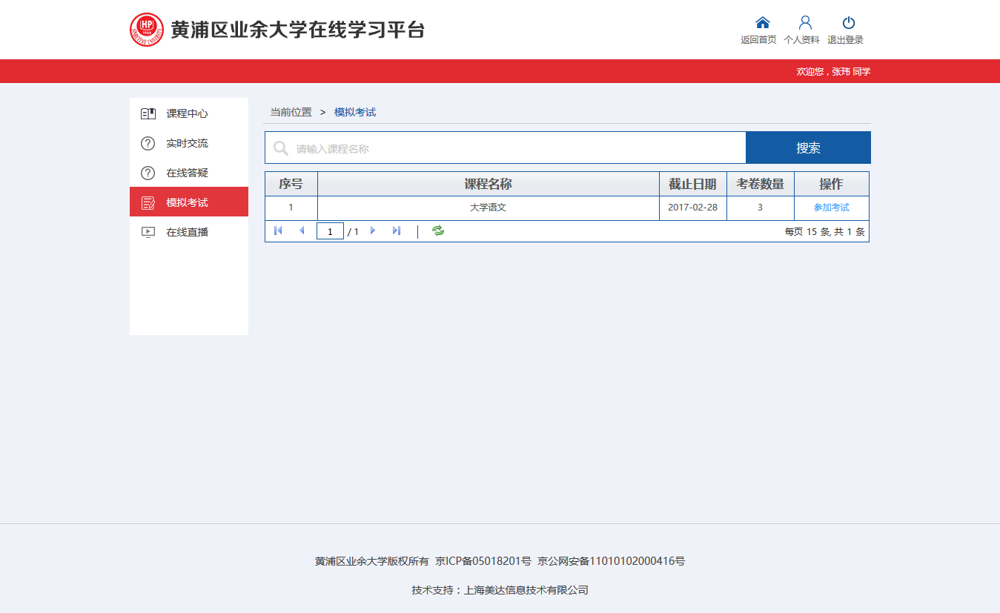 HP
1958
黄浦区业余大学在线学习平台
返回首页 个人资料 退出登录
欢迎您，张玮 同学
课程中心
实时交流
在线答疑
模拟考试
在线直播
当前位置 > 模拟考试
请输入课程名称 搜索
序号 课程名称 截止日期 考卷数量 操作
1 大学语文 2017-02-28 3 参加考试
1 / 1 每页 15 条, 共 1 条
黄浦区业余大学版权所有 京ICP备05018201号 京公网安备11010102000416号
技术支持：上海美达信息技术有限公司